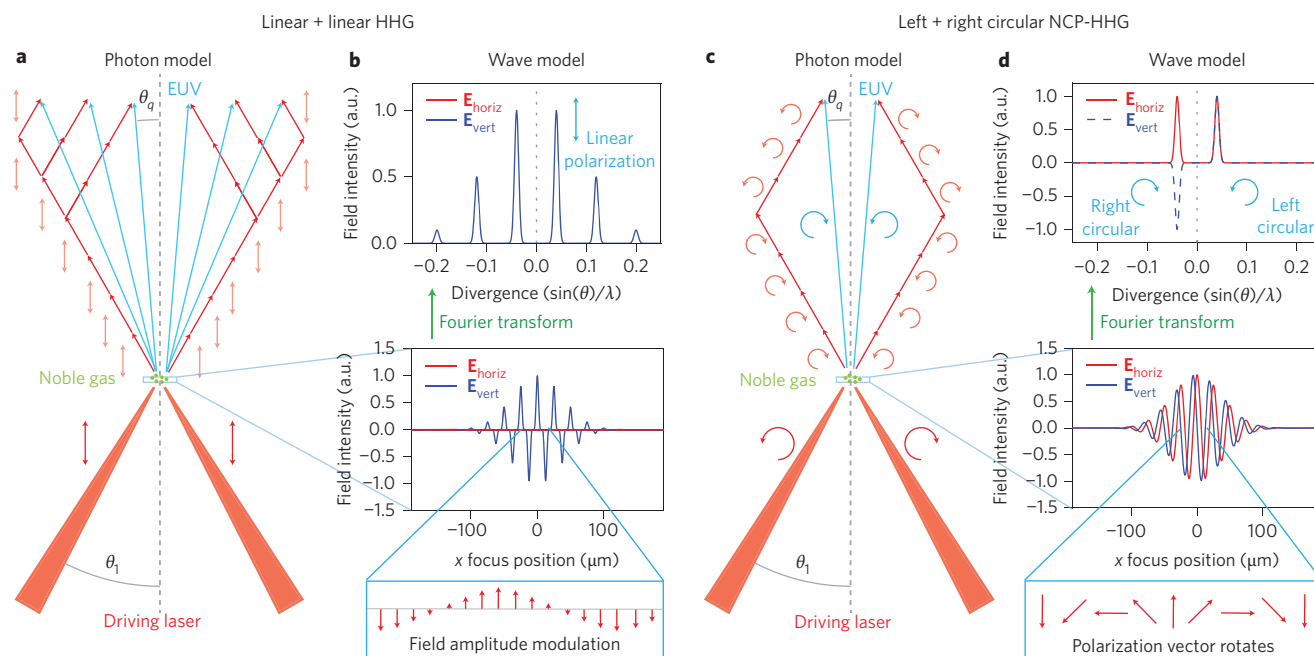 Linear + linear HHG
Left + right circular NCP-HHG
a
Photon model
θq
EUV
Noble gas
θ1
Driving laser
b
Wave model
Field intensity (a.u.)
1.0
0.5
0.0
Ehoriz
Evert
Linear
polarization
−0.2 −0.1 0.0 0.1 0.2
Divergence (sin(θ)/λ)
Fourier transform
Field intensity (a.u.)
1.5
1.0
0.5
0.0
−0.5
−1.0
−1.5
Ehoriz
Evert
−100 0 100
x focus position (μm)
Field amplitude modulation
c
Photon model
θq
EUV
Noble gas
θ1
Driving laser
d
Wave model
Field intensity (a.u.)
1.0
0.5
0.0
−0.5
−1.0
Ehoriz
Evert
Right
circular
Left
circular
−0.2 −0.1 0.0 0.1 0.2
Divergence (sin(θ)/λ)
Fourier transform
Field intensity (a.u.)
1.5
1.0
0.5
0.0
−0.5
−1.0
−1.5
Ehoriz
Evert
−100 0 100
x focus position (μm)
Polarization vector rotates